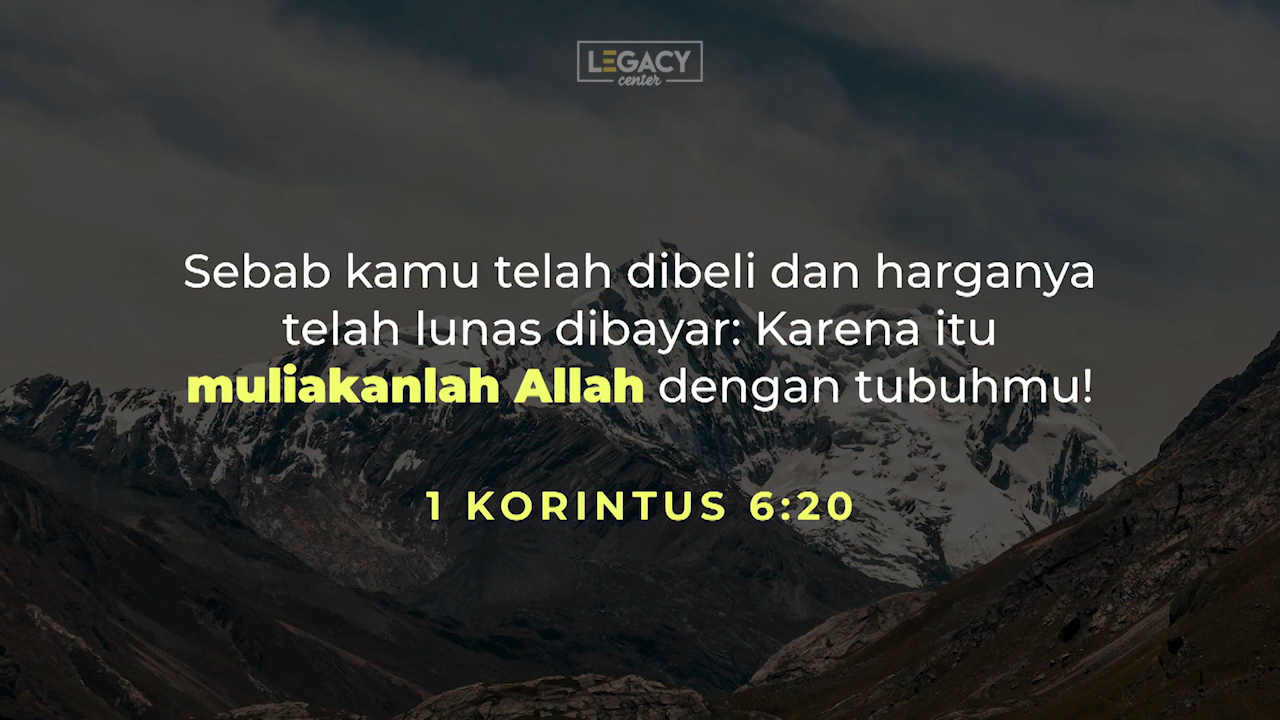 LEGACY
center
Sebab kamu telah dibeli dan harganya
telah lunas dibayar: Karena itu
muliakanlah Allah dengan tubuhmu!
1 KORINTUS 6:20